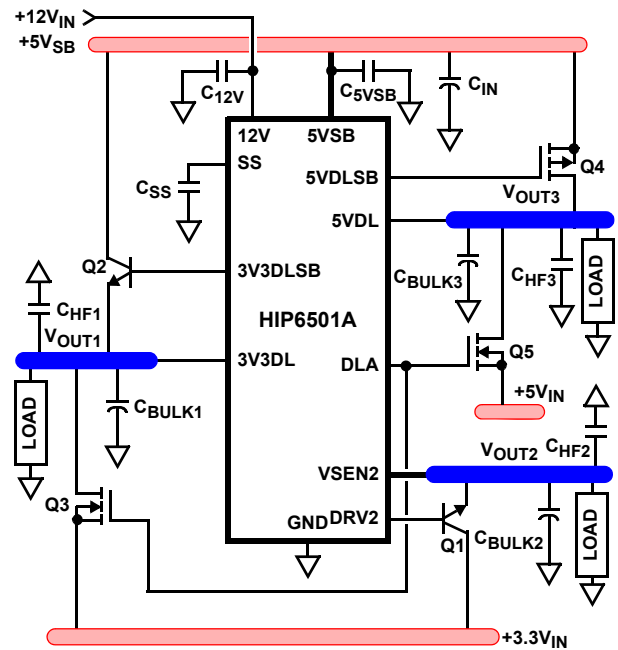 +12VIN
+5VSB
C12V
C5VSB
CIN
12V
5VSB
SS
CSS
5VDLSB
Q4
VOUT3
5VDL
Q2
3V3DLSB
CBULK3
CHF3
LOAD
CHF1
HIP6501A
VOUT1
3V3DL
DLA
Q5
+5VIN
LOAD
CBULK1
VOUT2
CHF2
VSEN2
Q3
GND
DRV2
Q1
CBULK2
LOAD
+3.3VIN